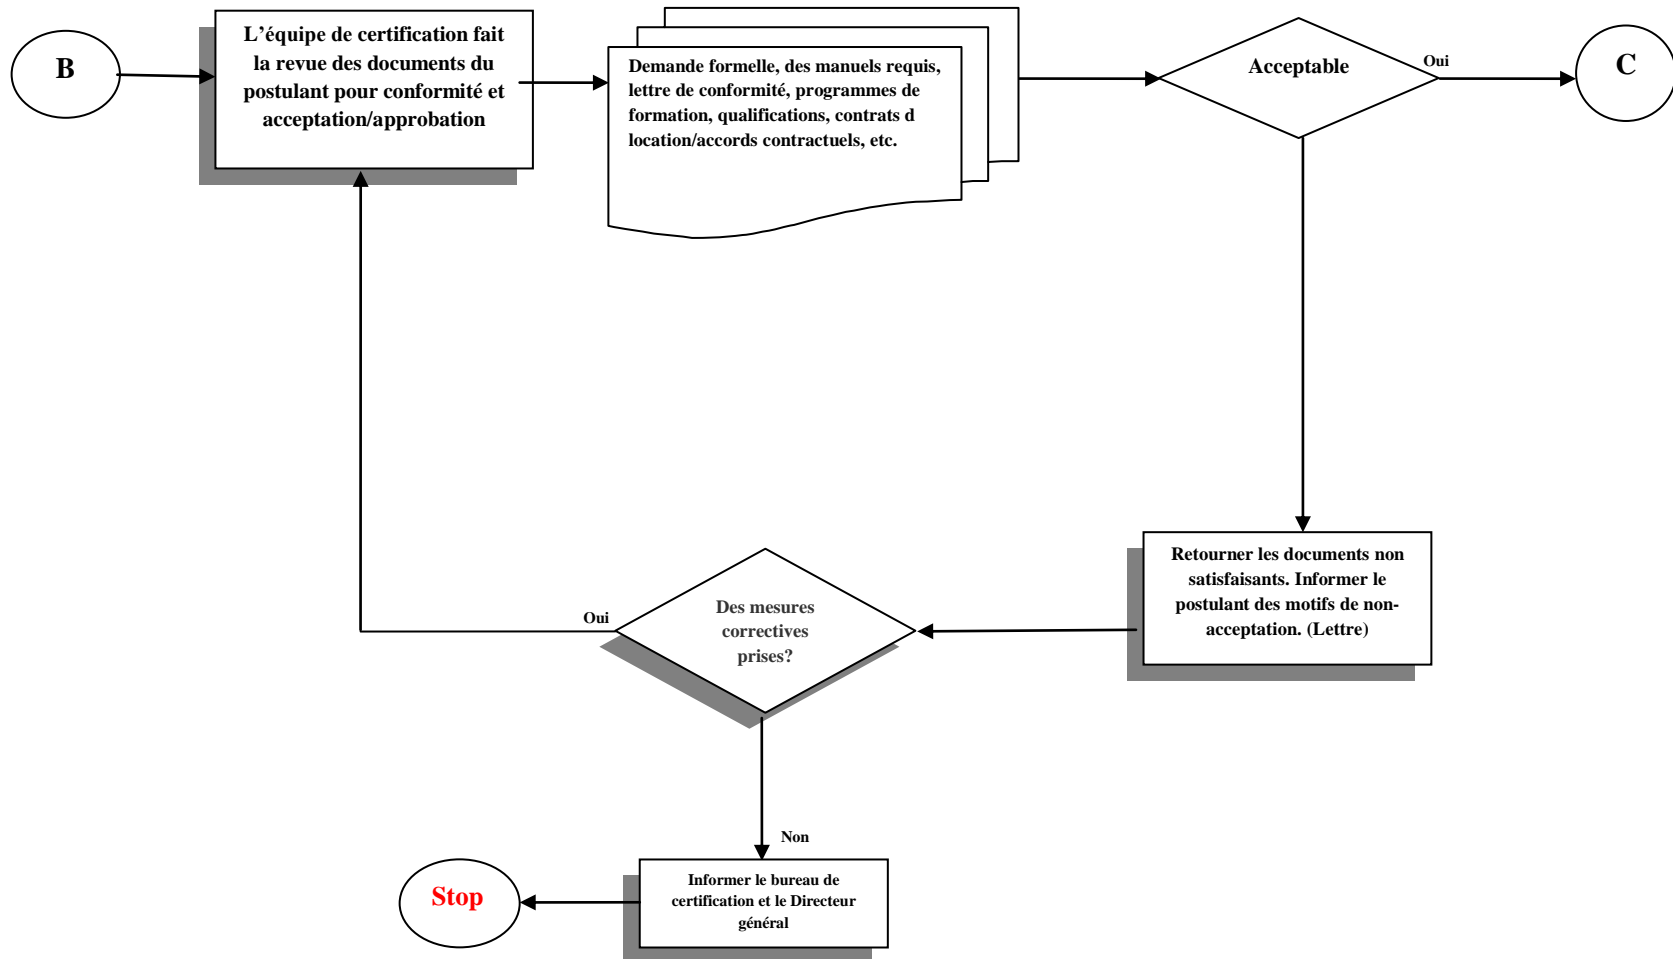 B
L’équipe de certification fait
la revue des documents du
postulant pour conformité et
acceptation/approbation
Demande formelle, des manuels requis,
lettre de conformité, programmes de
formation, qualifications, contrats d
location/accords contractuels, etc.
Acceptable
Oui
C
Retourner les documents non
satisfaisants. Informer le
postulant des motifs de non-
acceptation. (Lettre)
Des mesures
correctives
prises?
Oui
Non
Informer le bureau de
certification et le Directeur
général
Stop